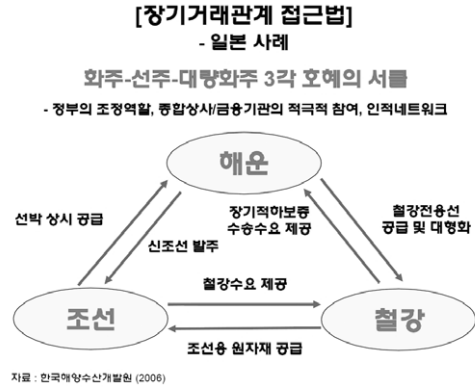 [장기거래관계 접근법]
- 일본 사례
화주-선주-대량화주 3각 호혜의 서클
- 정부의 조정역할, 종합상사/금융기관의 적극적 참여, 인적네트워크
해운
선박 상시 공급
신조선 발주
장기적하보증
수송수요 제공
철강전용선
공급 및 대형화
철강수요 제공
조선
철강
조선용 원자재 공급
자료 : 한국해양수산개발원 (2006)